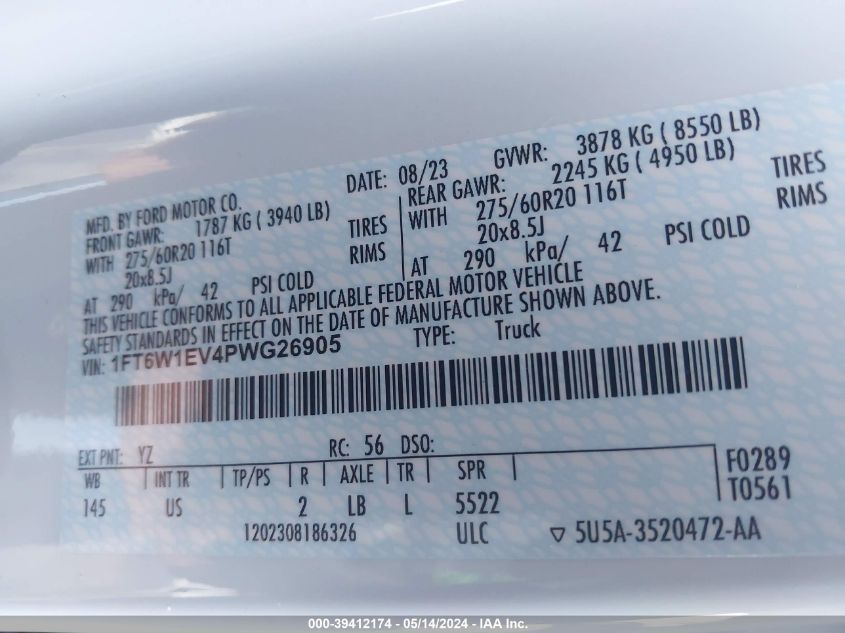 MFD. BY FORD MOTOR CO. DATE: 08/23 GVWR: 3878 KG ( 8550 LB)
FRONT GAWR: 1787 KG ( 3940 LB) REAR GAWR: 2245 KG ( 4950 LB)
WITH 275/60R20 116T TIRES WITH 275/60R20 116T TIRES
20x8.5J RIMS 20x8.5J RIMS
AT 290 kPa/ 42 PSI COLD AT 290 kPa/ 42 PSI COLD
THIS VEHICLE CONFORMS TO ALL APPLICABLE FEDERAL MOTOR VEHICLE
SAFETY STANDARDS IN EFFECT ON THE DATE OF MANUFACTURE SHOWN ABOVE.
VIN: 1FT6W1EV4PWG26905 TYPE: Truck
EXT PNT: YZ RC: 56 DSO:
WB INT TR TP/PS R AXLE TR SPR F0289
145 US 2 LB L 5522 T0561
1202308186326 ULC ▽ 5U5A-3520472-AA
000-39412174 - 05/14/2024 - IAA Inc.